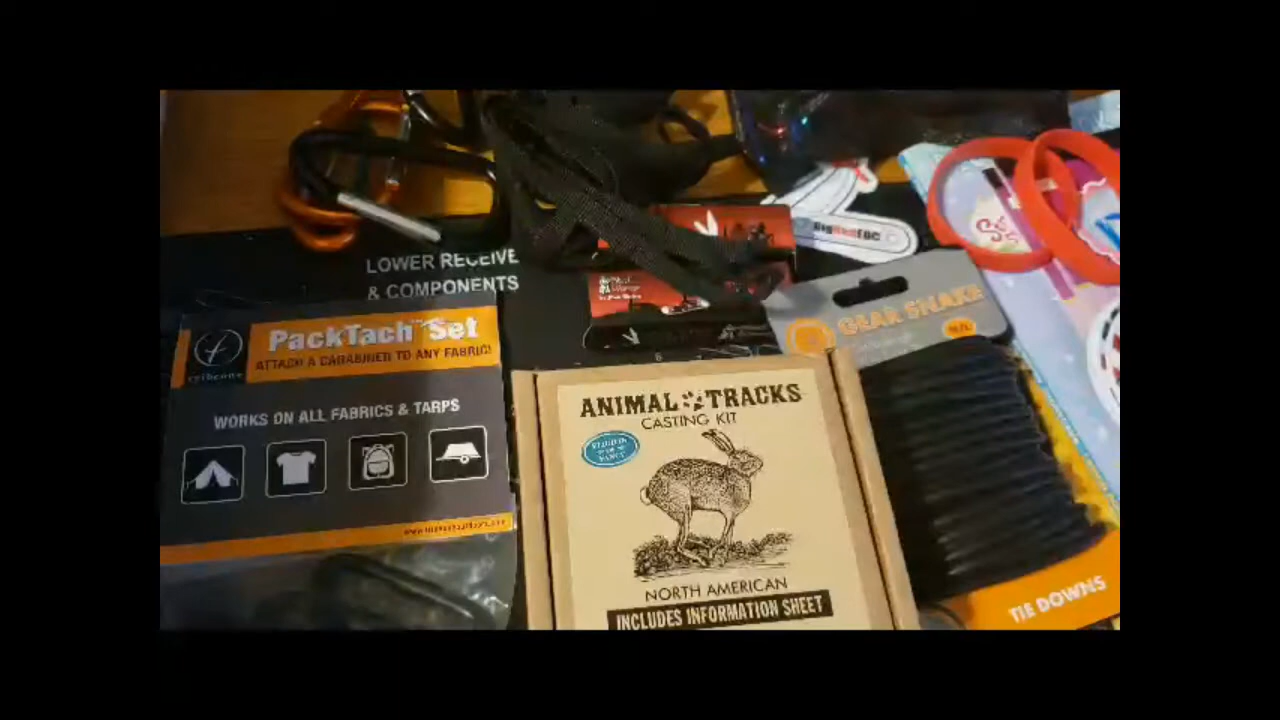 LOWER RECEIVE
& COMPONENTS
PackTach Set
ATTACH A CARABINER TO ANY FABRIC!
WORKS ON ALL FABRICS & TARPS
BigRedEDC
GEAR SNAKE
ANIMAL TRACKS
CASTING KIT
NORTH AMERICAN
INCLUDES INFORMATION SHEET
TIE DOWNS